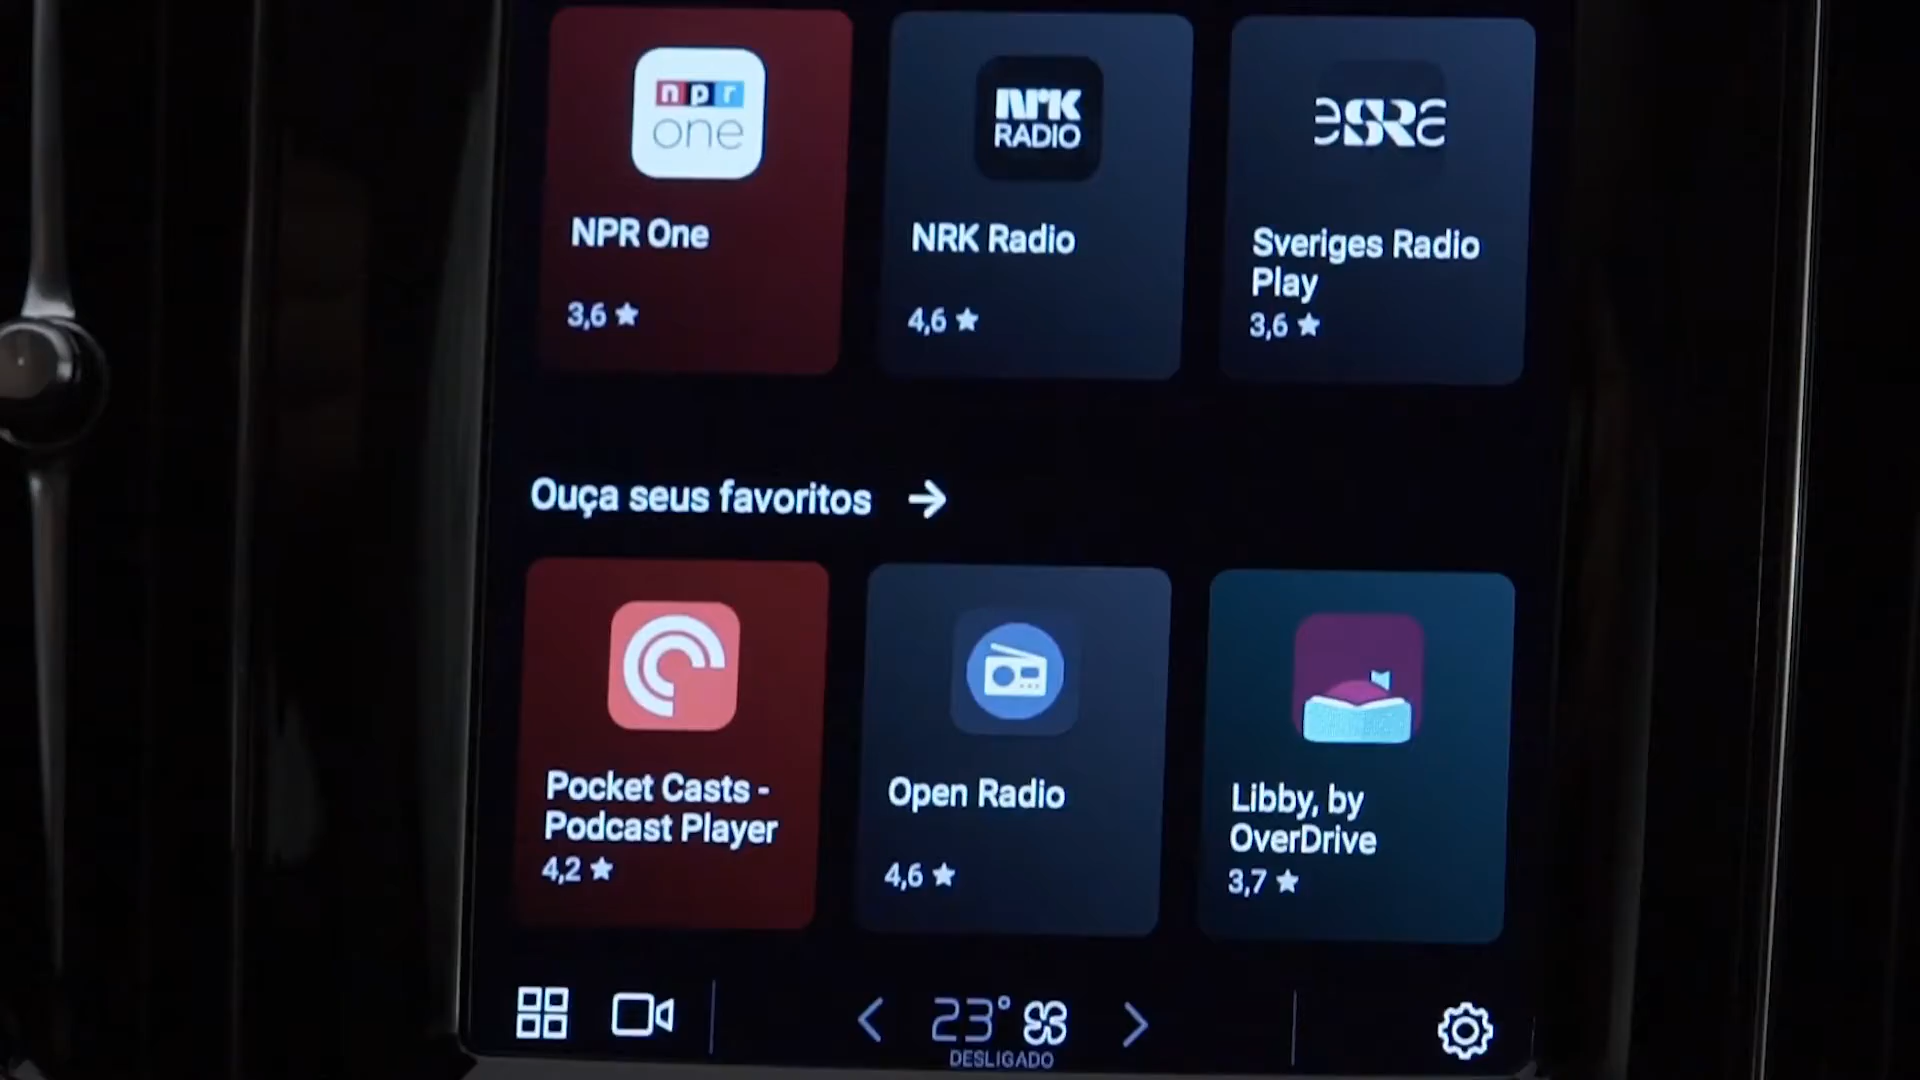 npr
one
NRK
RADIO
SR
NPR One
NRK Radio
Sveriges Radio
Play
3,6 ★
4,6 ★
3,6 ★
Ouça seus favoritos →
Pocket Casts -
Podcast Player
4,2 ★
Open Radio
4,6 ★
Libby, by
OverDrive
3,7 ★
23°
DESLIGADO